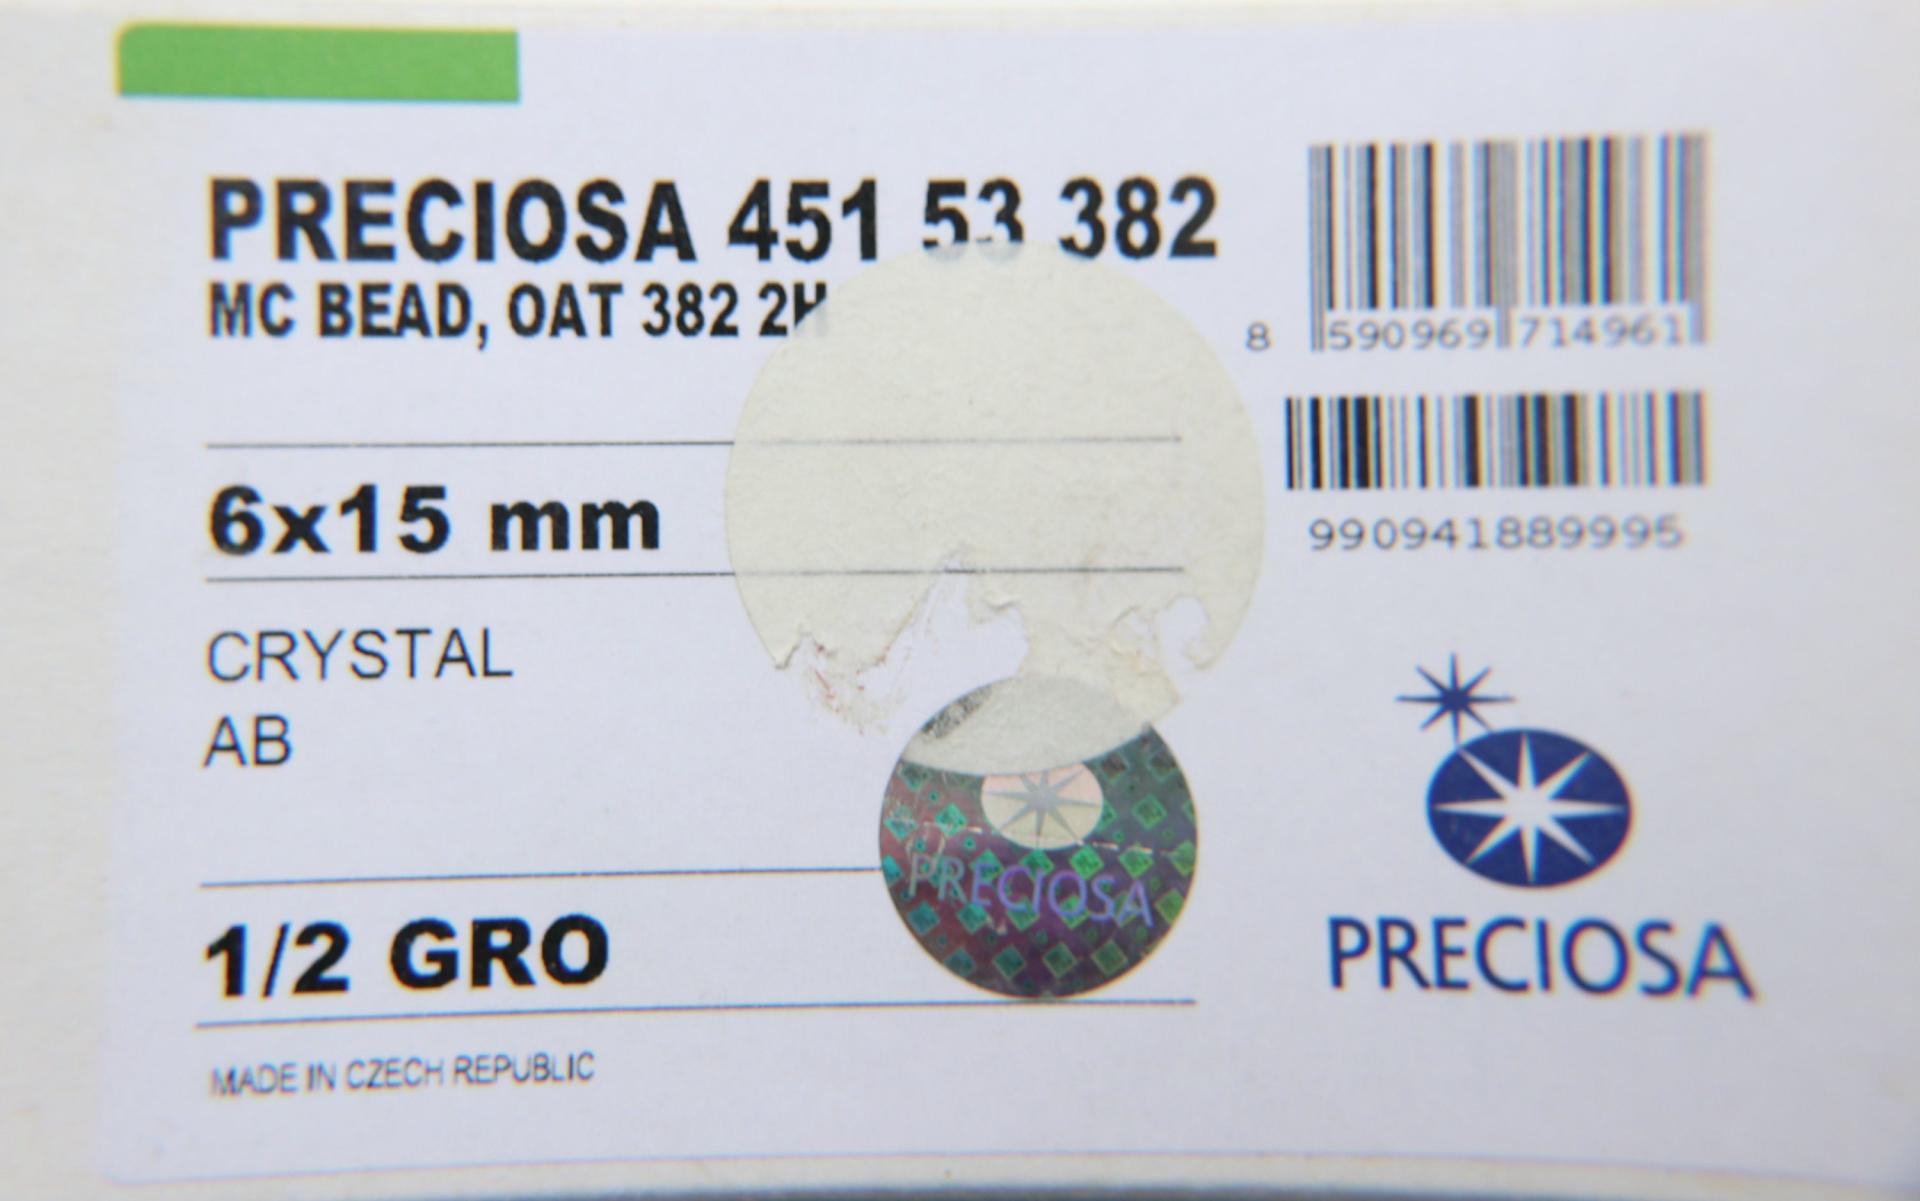 PRECIOSA 451 53 382
MC BEAD, OAT 382 2H
8 590969 714961
6x15 mm
990941889995
CRYSTAL
AB
PRECIOSA
1/2 GRO
PRECIOSA
MADE IN CZECH REPUBLIC